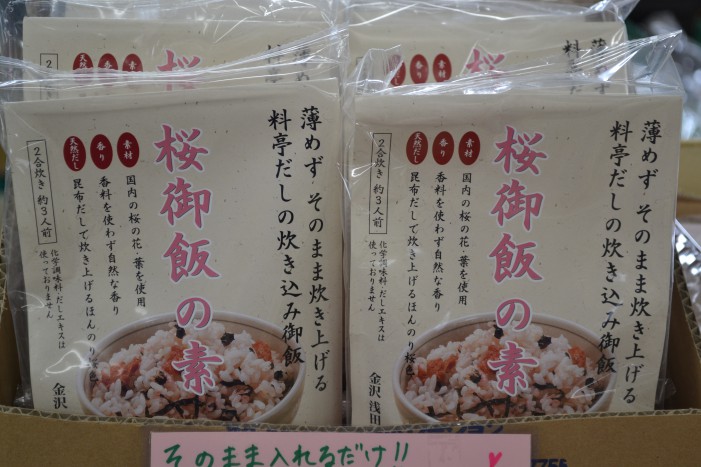 薄めず そのまま炊き上げる
料亭だしの炊き込み御飯
桜御飯の素
素材
国内の桜の花・葉を使用
香り
香料を使わず自然な香り
天然だし
昆布だしで炊き上げるほんのり桜色
2合炊き 約3人前
化学調味料・だしエキスは
使っておりません
金沢
薄めず そのまま炊き上げる
料亭だしの炊き込み御飯
桜御飯の素
素材
国内の桜の花・葉を使用
香り
香料を使わず自然な香り
天然だし
昆布だしで炊き上げるほんのり桜色
2合炊き 約3人前
化学調味料・だしエキスは
使っておりません
金沢 浅田
そのまま入れるだけ!!